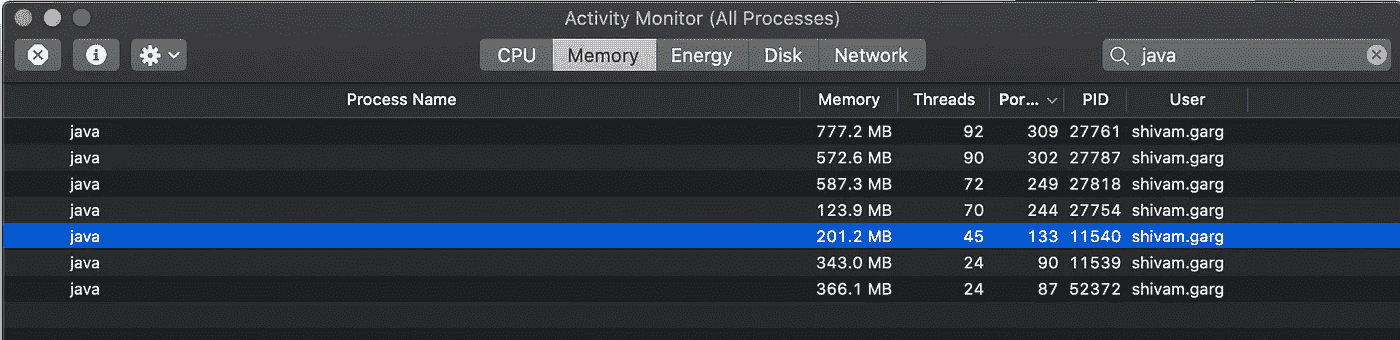 Activity Monitor (All Processes)
CPU Memory Energy Disk Network java
Process Name Memory Threads Por... PID User
java 777.2 MB 92 309 27761 shivam.garg
java 572.6 MB 90 302 27787 shivam.garg
java 587.3 MB 72 249 27818 shivam.garg
java 123.9 MB 70 244 27754 shivam.garg
java 201.2 MB 45 133 11540 shivam.garg
java 343.0 MB 24 90 11539 shivam.garg
java 366.1 MB 24 87 52372 shivam.garg